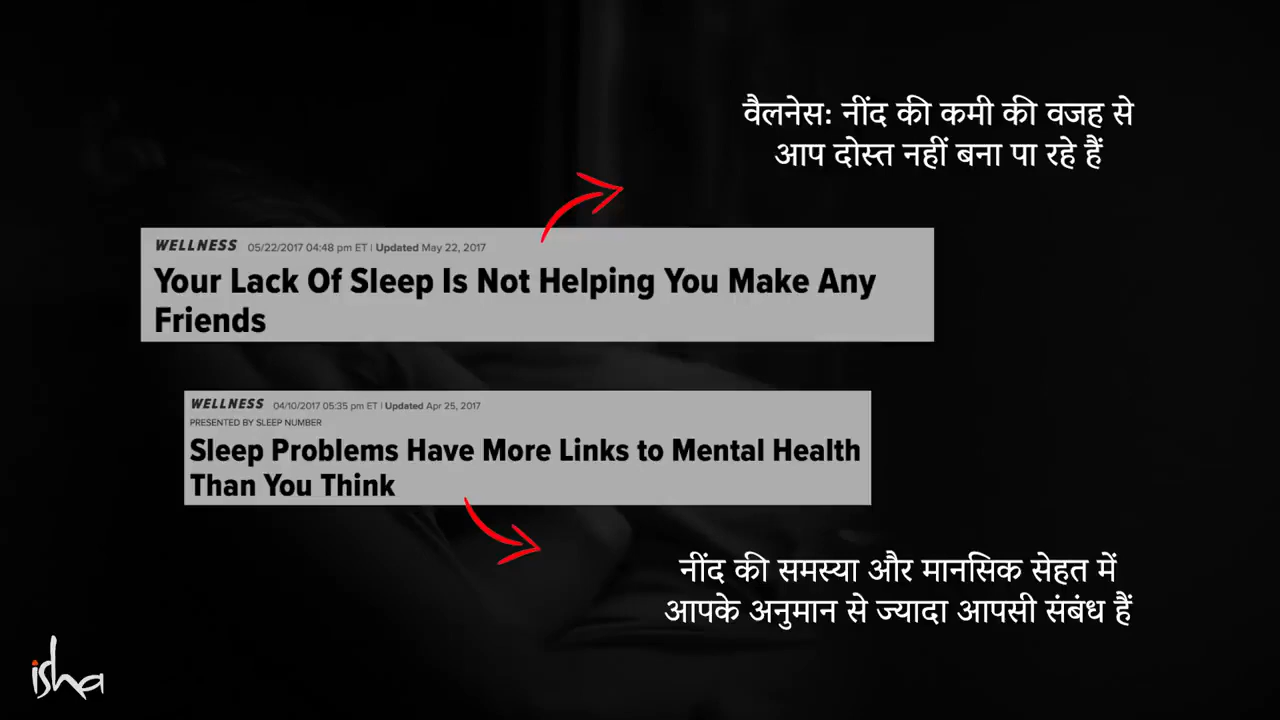 वैलनेस: नींद की कमी की वजह से
आप दोस्त नहीं बना पा रहे हैं
WELLNESS 05/22/2017 04:48 pm ET | Updated May 22, 2017
Your Lack Of Sleep Is Not Helping You Make Any
Friends
WELLNESS 04/10/2017 05:35 pm ET | Updated Apr 25, 2017
PRESENTED BY SLEEP NUMBER
Sleep Problems Have More Links to Mental Health
Than You Think
नींद की समस्या और मानसिक सेहत में
आपके अनुमान से ज्यादा आपसी संबंध हैं
isha